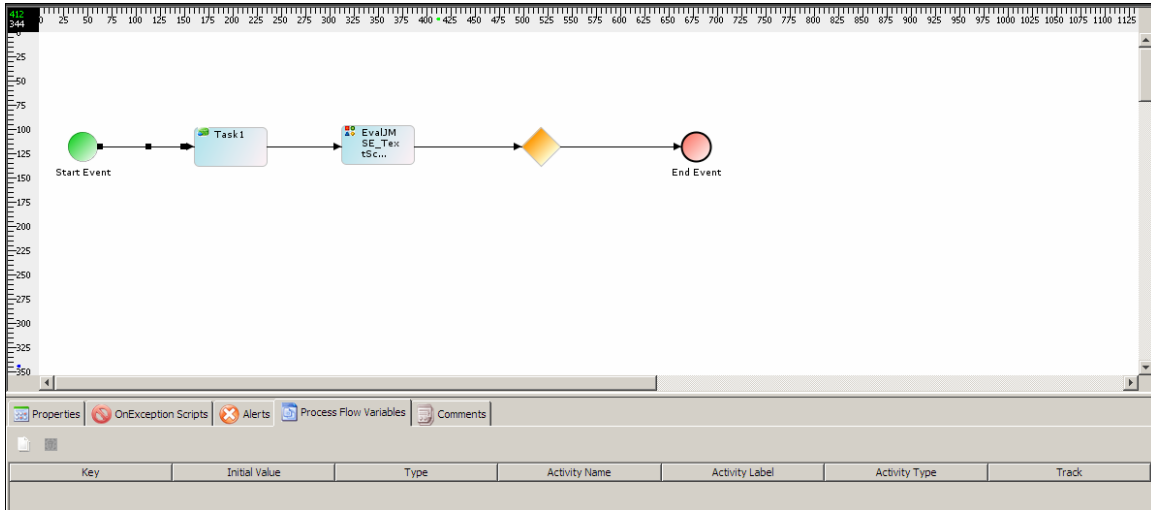 412
344
0 25 50 75 100 125 150 175 200 225 250 275 300 325 350 375 400 425 450 475 500 525 550 575 600 625 650 675 700 725 750 775 800 825 850 875 900 925 950 975 1000 1025 1050 1075 1100 1125
0
25
50
75
100
125
150
175
200
225
250
275
300
325
350
Start Event
Task1
EvalJM
SE_Tex
tSc...
End Event
Properties OnException Scripts Alerts Process Flow Variables Comments
Key Initial Value Type Activity Name Activity Label Activity Type Track